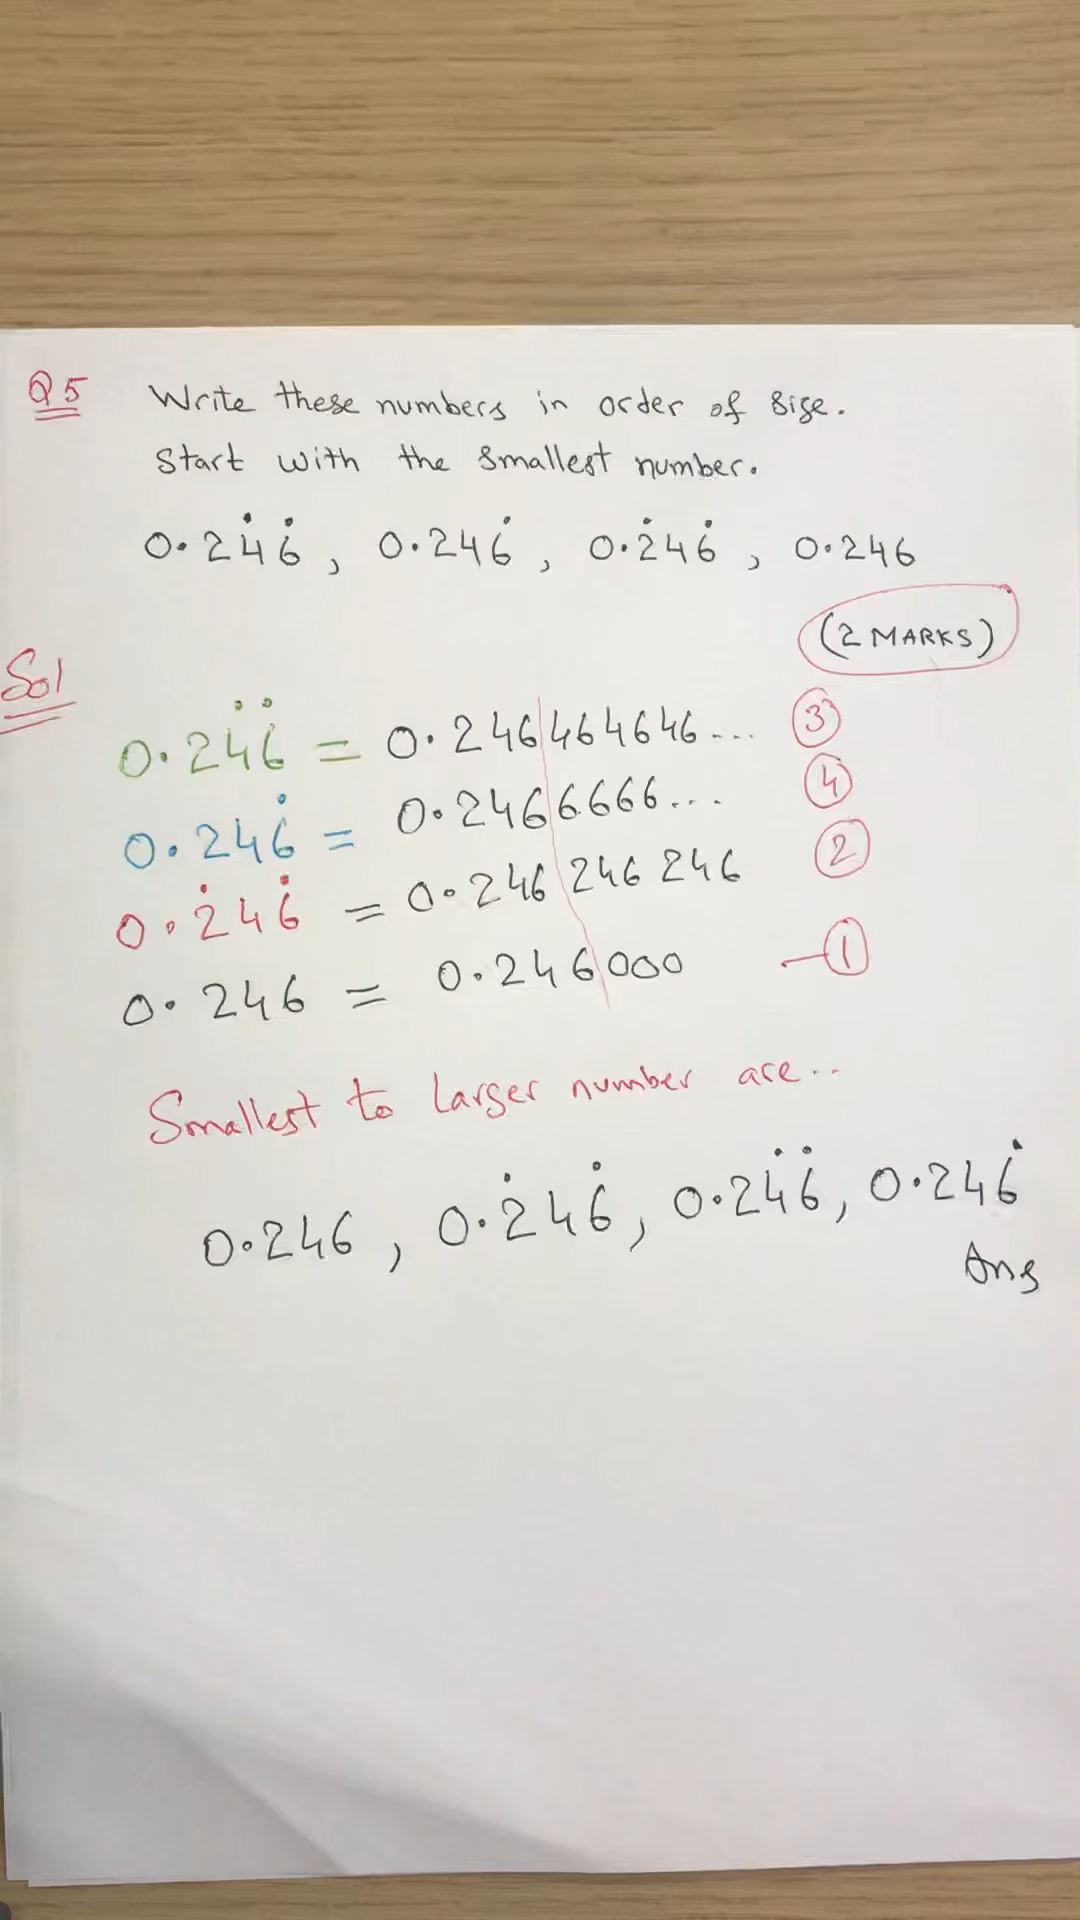 Q5 Write these numbers in order of size.
Start with the smallest number.
0.24̇6̇ , 0.246̇ , 0.2̇46̇ , 0.246
(2 MARKS)
Sol
0.24̇6̇ = 0.246464646... ③
0.246̇ = 0.2466666... ④
0.2̇46̇ = 0.246 246 246 ②
0.246 = 0.246000 —①
Smallest to larger number are..
0.246 , 0.2̇46̇ , 0.24̇6̇ , 0.246̇
Ans